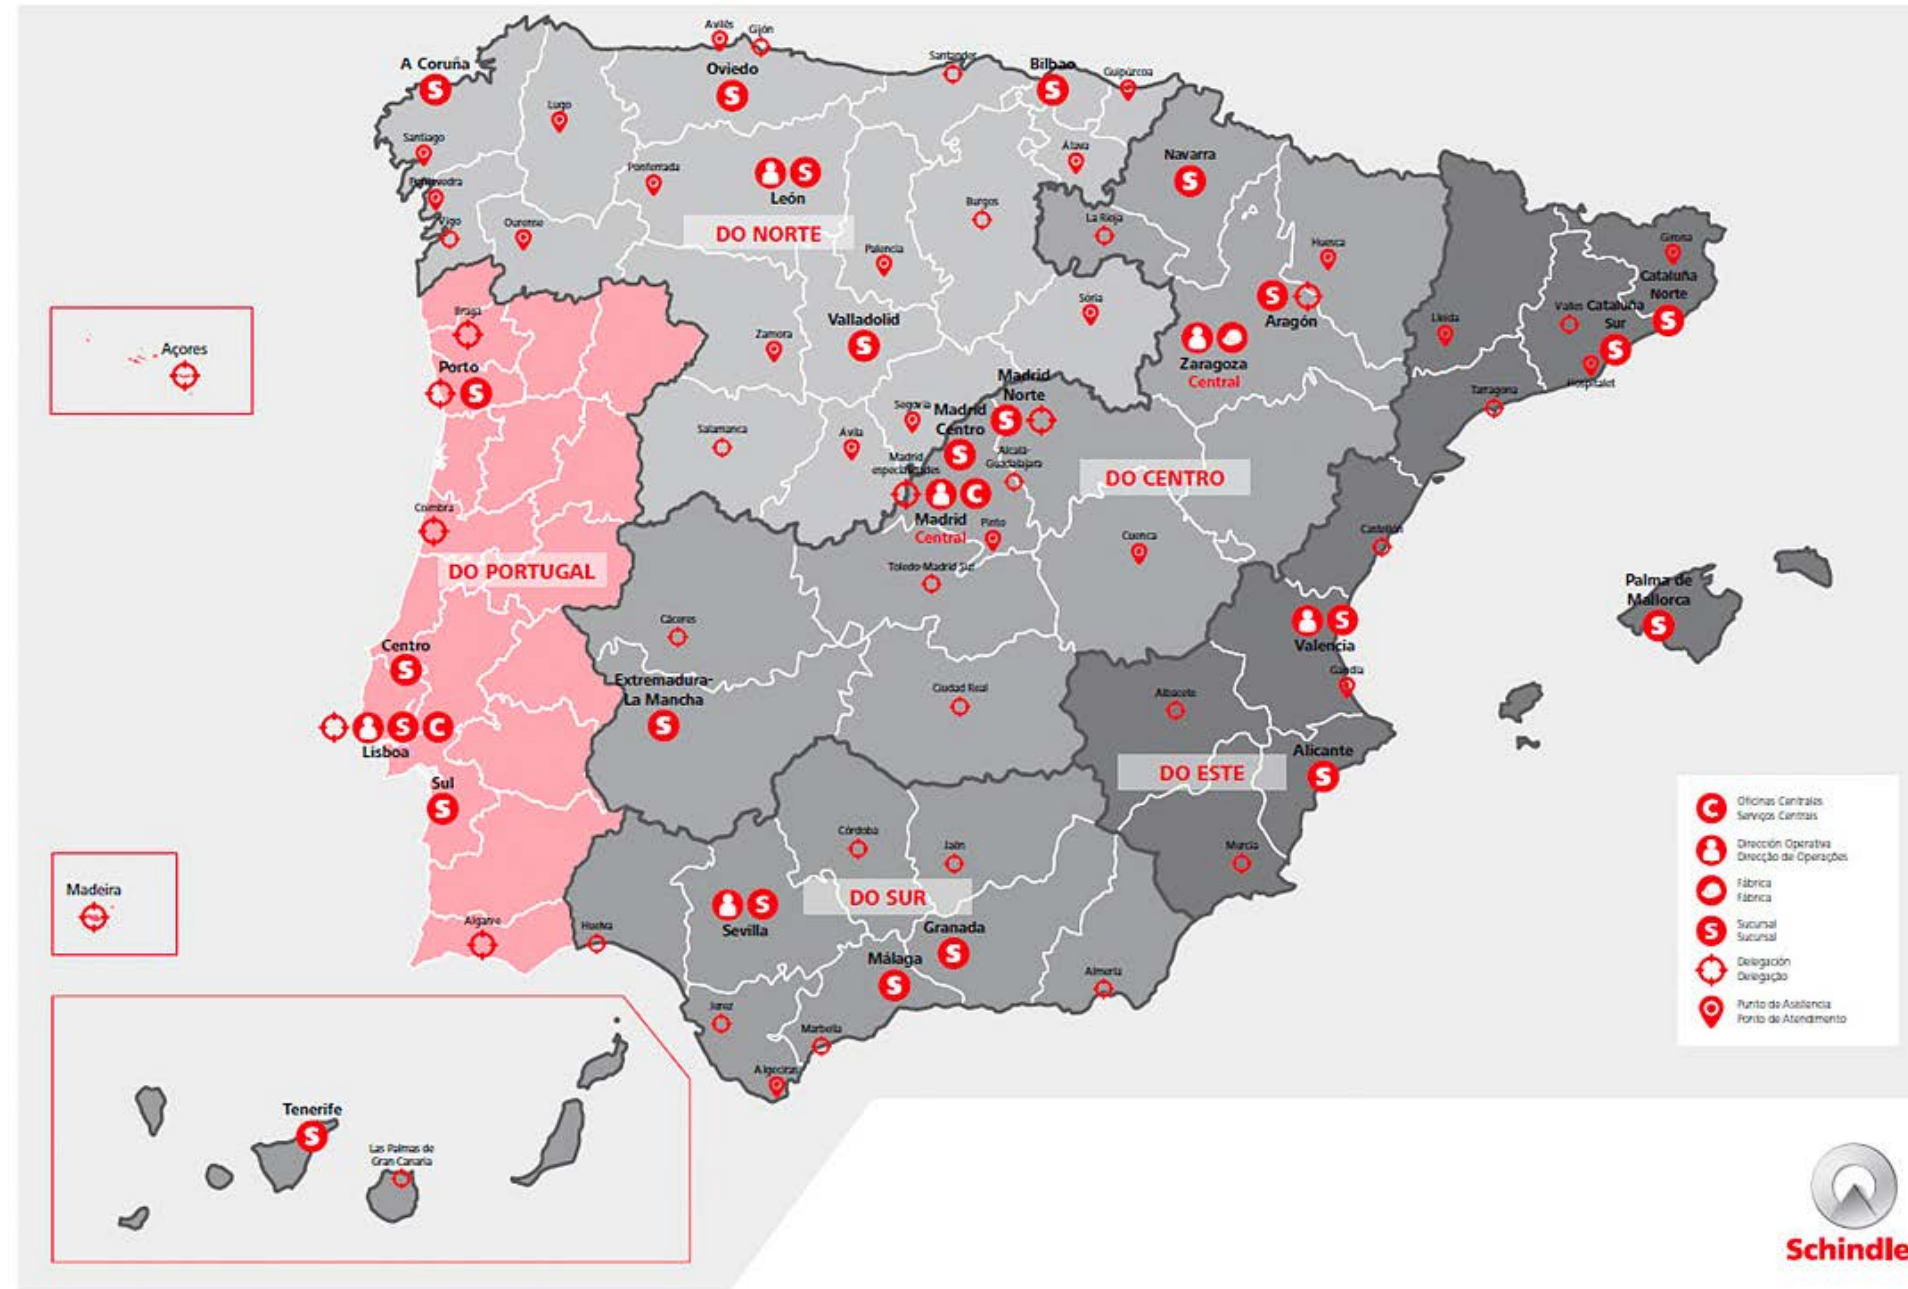 Avilés
Gijón
A Coruña
Oviedo
Santander
Bilbao
Guipúrcoa
Lugo
Santiago
Pontevedra
Vigo
Ourense
Ponferrada
León
DO NORTE
Palencia
Burgos
Álava
Navarra
La Rioja
Huesca
Soria
Aragón
Zaragoza
Central
Zamora
Valladolid
Salamanca
Ávila
Segovia
Madrid
Norte
Madrid
Centro
Madrid
especialidades
Alcalá-
Guadalajara
Madrid
Central
Pinto
DO CENTRO
Cuenca
Toledo-Madrid Sur
Girona
Cataluña
Norte
Valles
Cataluña
Sur
Lleida
Hospitalet
Tarragona
Castellón
Palma de
Mallorca
Valencia
Gandía
Albacete
DO ESTE
Alicante
Murcia
Açores
Braga
Porto
Coimbra
DO PORTUGAL
Centro
Lisboa
Sul
Algarve
Madeira
Cáceres
Extremadura-
La Mancha
Ciudad Real
Córdoba
Jaén
DO SUR
Sevilla
Huelva
Granada
Málaga
Almería
Jerez
Marbella
Algeciras
Tenerife
Las Palmas de
Gran Canaria
C
Oficinas Centrales
Serviços Centrais
Dirección Operativa
Direcção de Operações
Fábrica
Fábrica
S
Sucursal
Sucursal
Delegación
Delegação
Punto de Asistencia
Ponto de Atendimento
Schindle